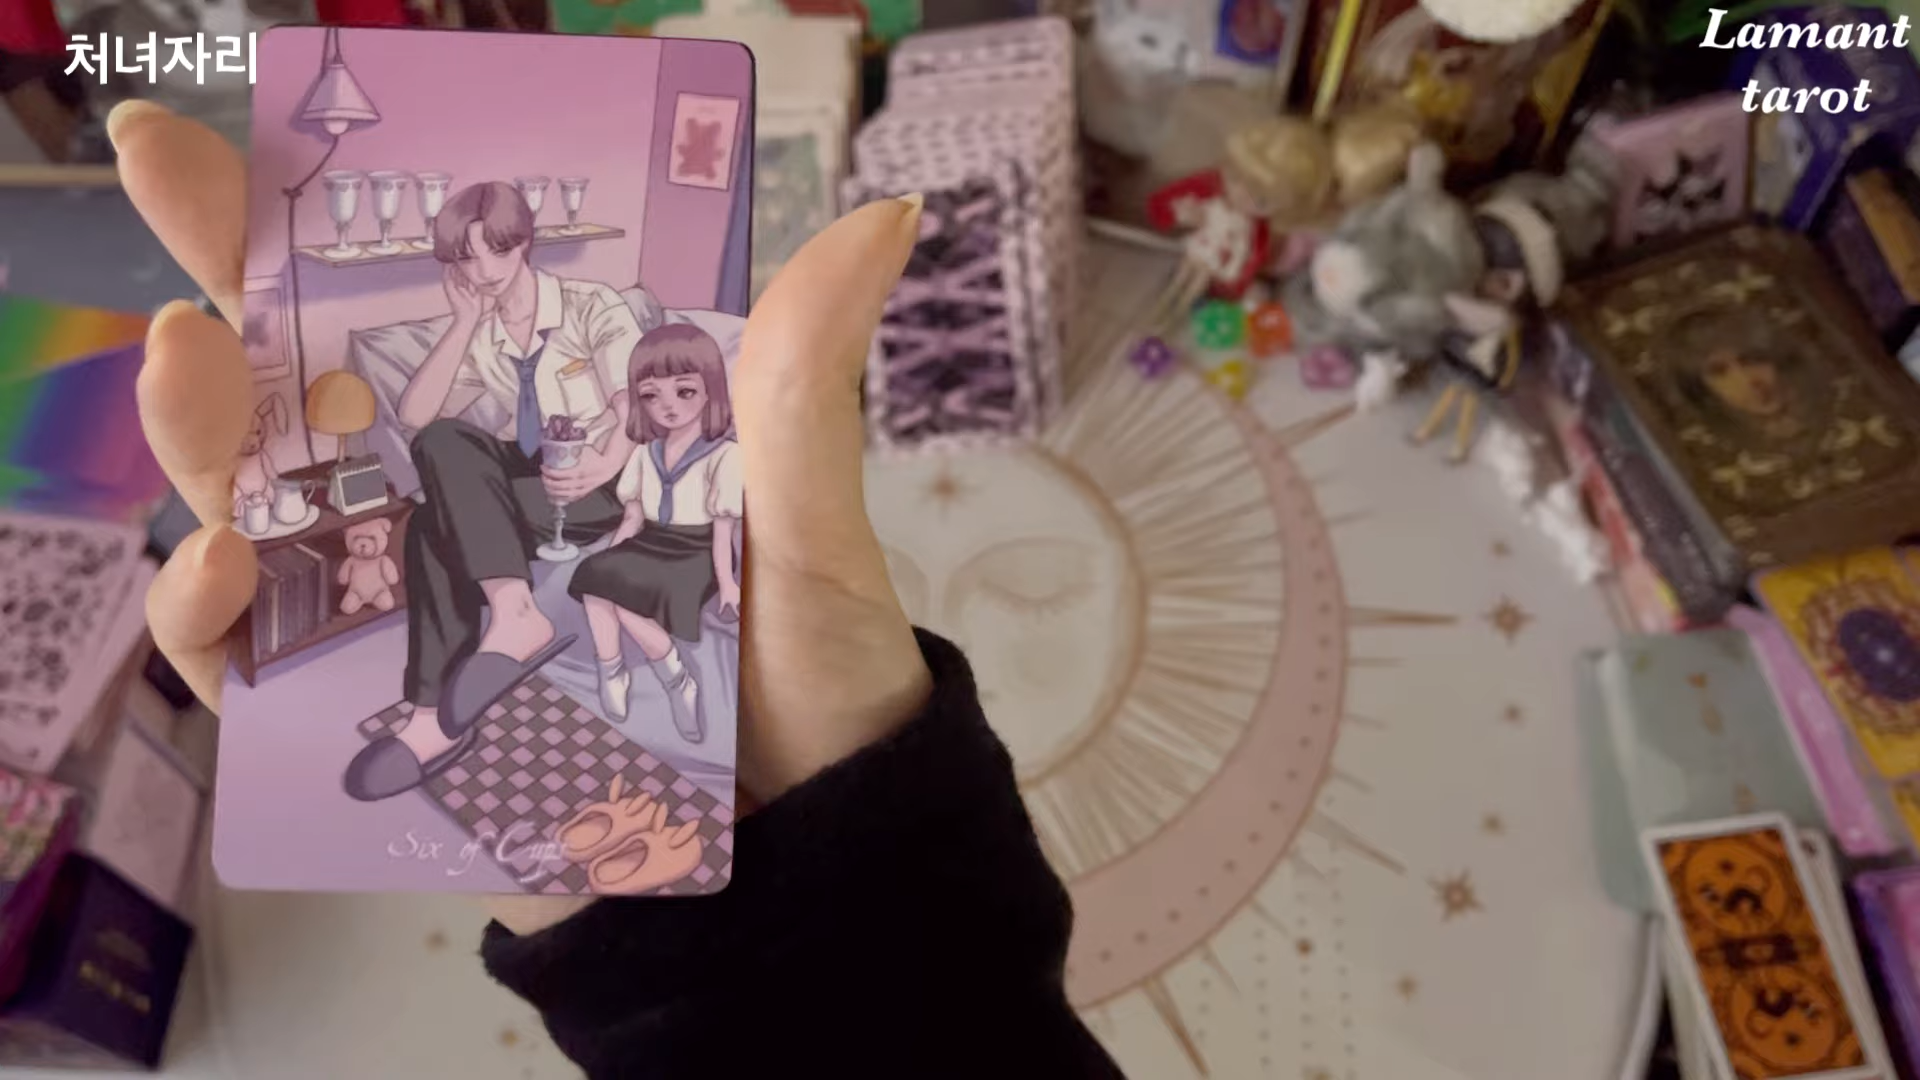 처녀자리
Lamant
tarot
Six of Cups